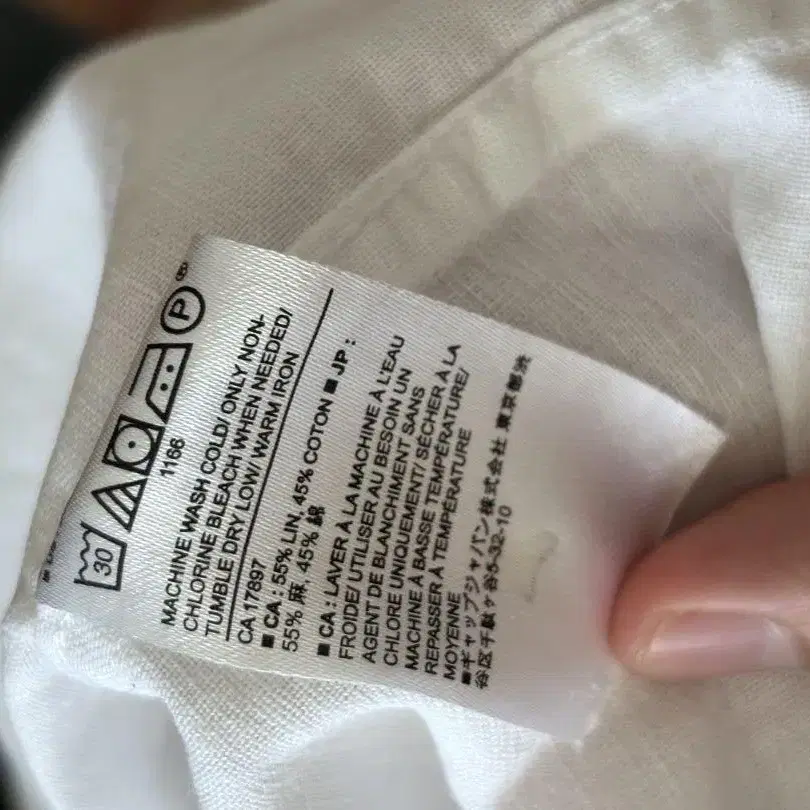 30
P
1166
MACHINE WASH COLD/ ONLY NON-
CHLORINE BLEACH WHEN NEEDED/
TUMBLE DRY LOW/ WARM IRON
CA 17897
■ CA : 55% LIN, 45% COTON ■ JP :
55% 麻, 45% 綿
■ CA : LAVER À LA MACHINE À L'EAU
FROIDE/ UTILISER AU BESOIN UN
AGENT DE BLANCHIMENT SANS
CHLORE UNIQUEMENT/ SÉCHER À LA
MACHINE À BASSE TEMPÉRATURE/
REPASSER À TEMPÉRATURE
MOYENNE
■ギャップジャパン株式会社 東京都渋
谷区千駄ヶ谷5-32-10